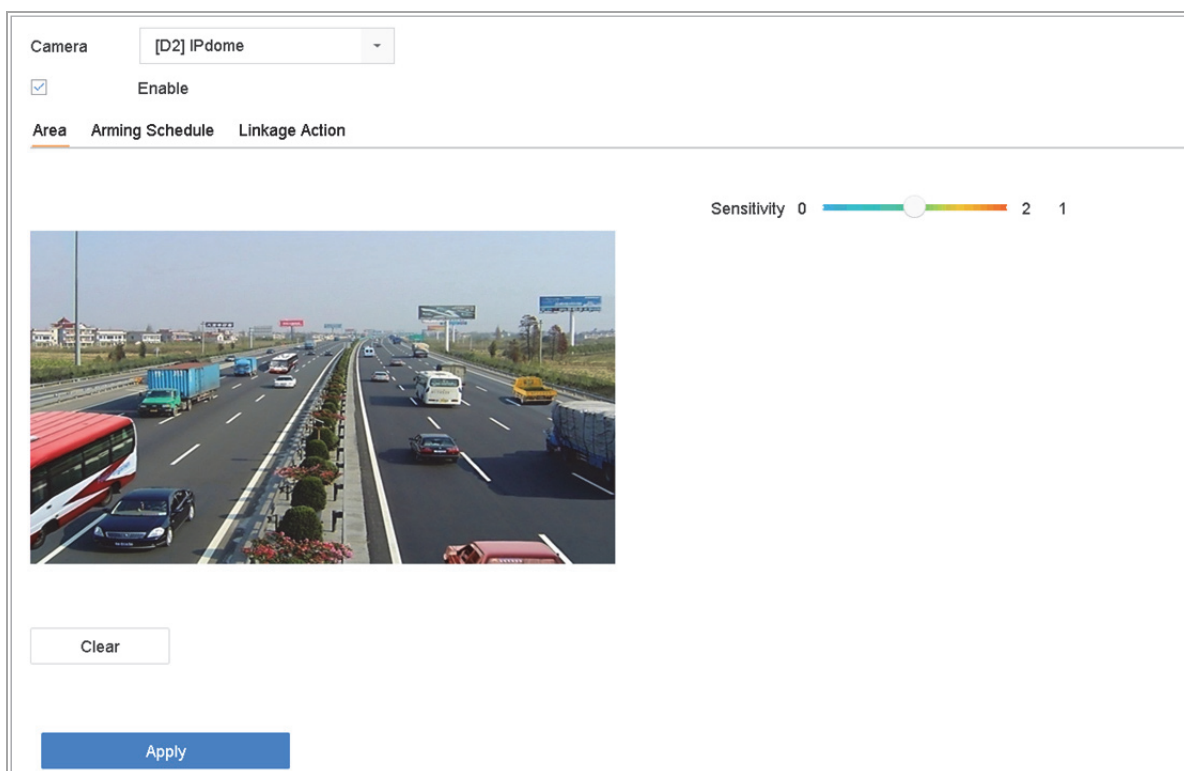 Camera [D2] IPdome
Enable
Area Arming Schedule Linkage Action
Sensitivity 0 2 1
Clear
Apply